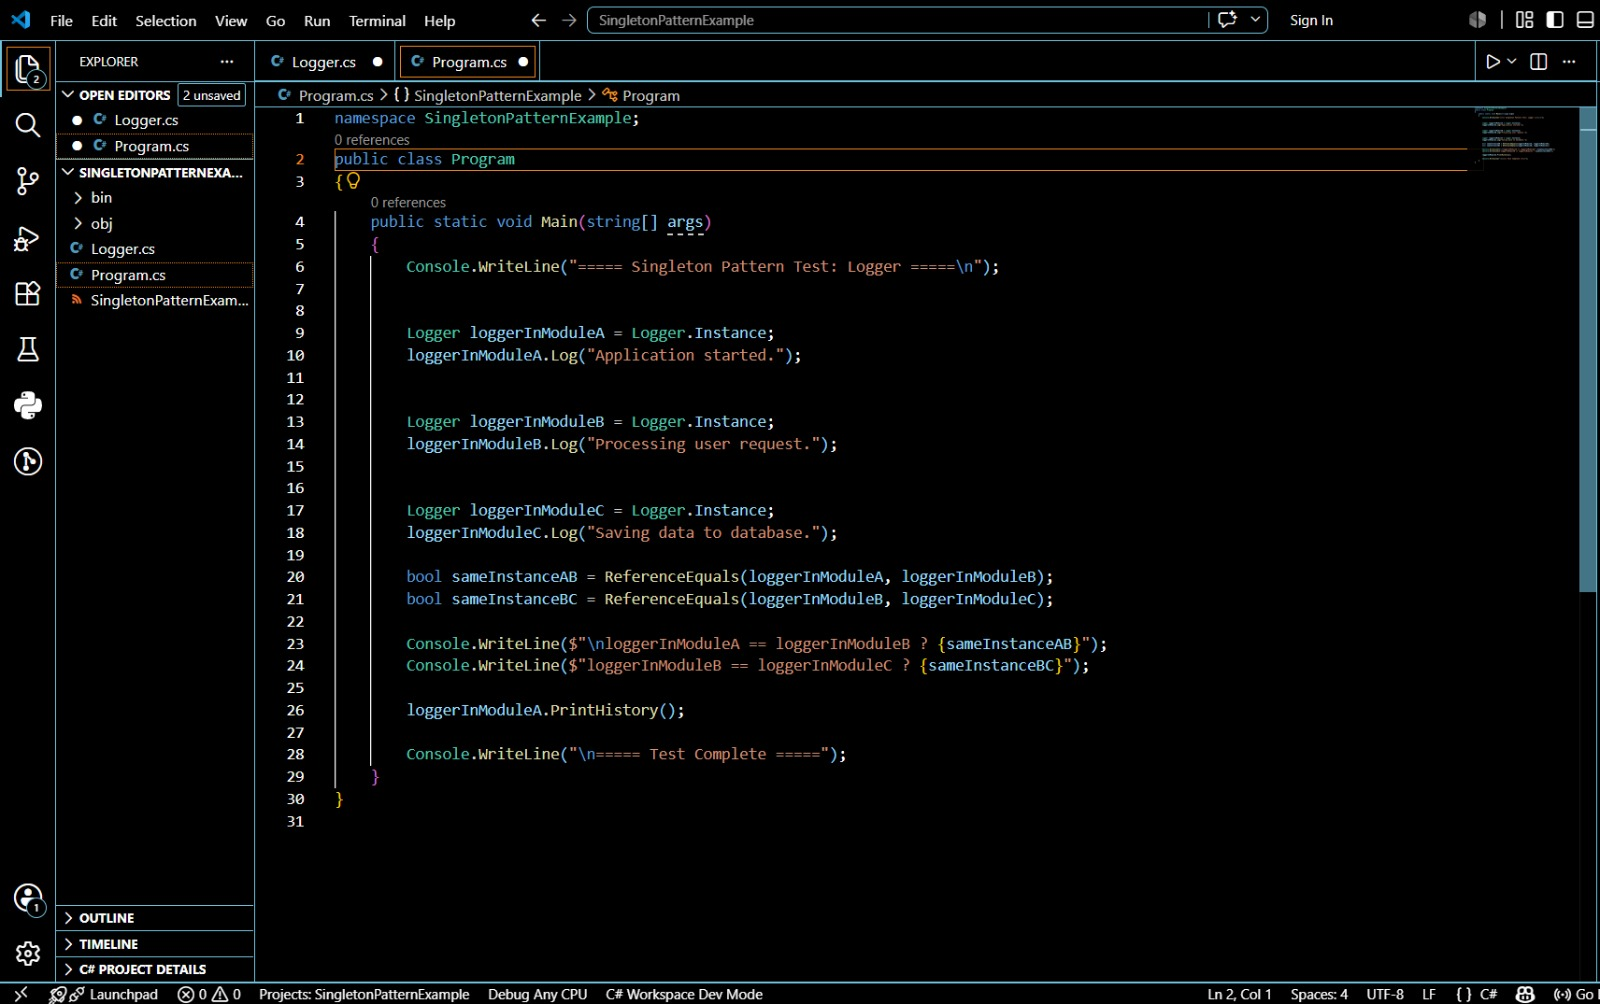 File Edit Selection View Go Run Terminal Help SingletonPatternExample Sign In
EXPLORER
OPEN EDITORS 2 unsaved
Logger.cs
Program.cs
SINGLETONPATTERNEXA...
bin
obj
Logger.cs
Program.cs
SingletonPatternExam...
OUTLINE
TIMELINE
C# PROJECT DETAILS
2
1
Logger.cs Program.cs
Program.cs > {} SingletonPatternExample > Program
1 namespace SingletonPatternExample;
0 references
2 public class Program
3 {
0 references
4 public static void Main(string[] args)
5 {
6 Console.WriteLine("===== Singleton Pattern Test: Logger =====\n");
7
8
9 Logger loggerInModuleA = Logger.Instance;
10 loggerInModuleA.Log("Application started.");
11
12
13 Logger loggerInModuleB = Logger.Instance;
14 loggerInModuleB.Log("Processing user request.");
15
16
17 Logger loggerInModuleC = Logger.Instance;
18 loggerInModuleC.Log("Saving data to database.");
19
20 bool sameInstanceAB = ReferenceEquals(loggerInModuleA, loggerInModuleB);
21 bool sameInstanceBC = ReferenceEquals(loggerInModuleB, loggerInModuleC);
22
23 Console.WriteLine($"\nloggerInModuleA == loggerInModuleB ? {sameInstanceAB}");
24 Console.WriteLine($"loggerInModuleB == loggerInModuleC ? {sameInstanceBC}");
25
26 loggerInModuleA.PrintHistory();
27
28 Console.WriteLine("\n===== Test Complete =====");
29 }
30 }
31
Launchpad 0 0 Projects: SingletonPatternExample Debug Any CPU C# Workspace Dev Mode Ln 2, Col 1 Spaces: 4 UTF-8 LF {} C# Go